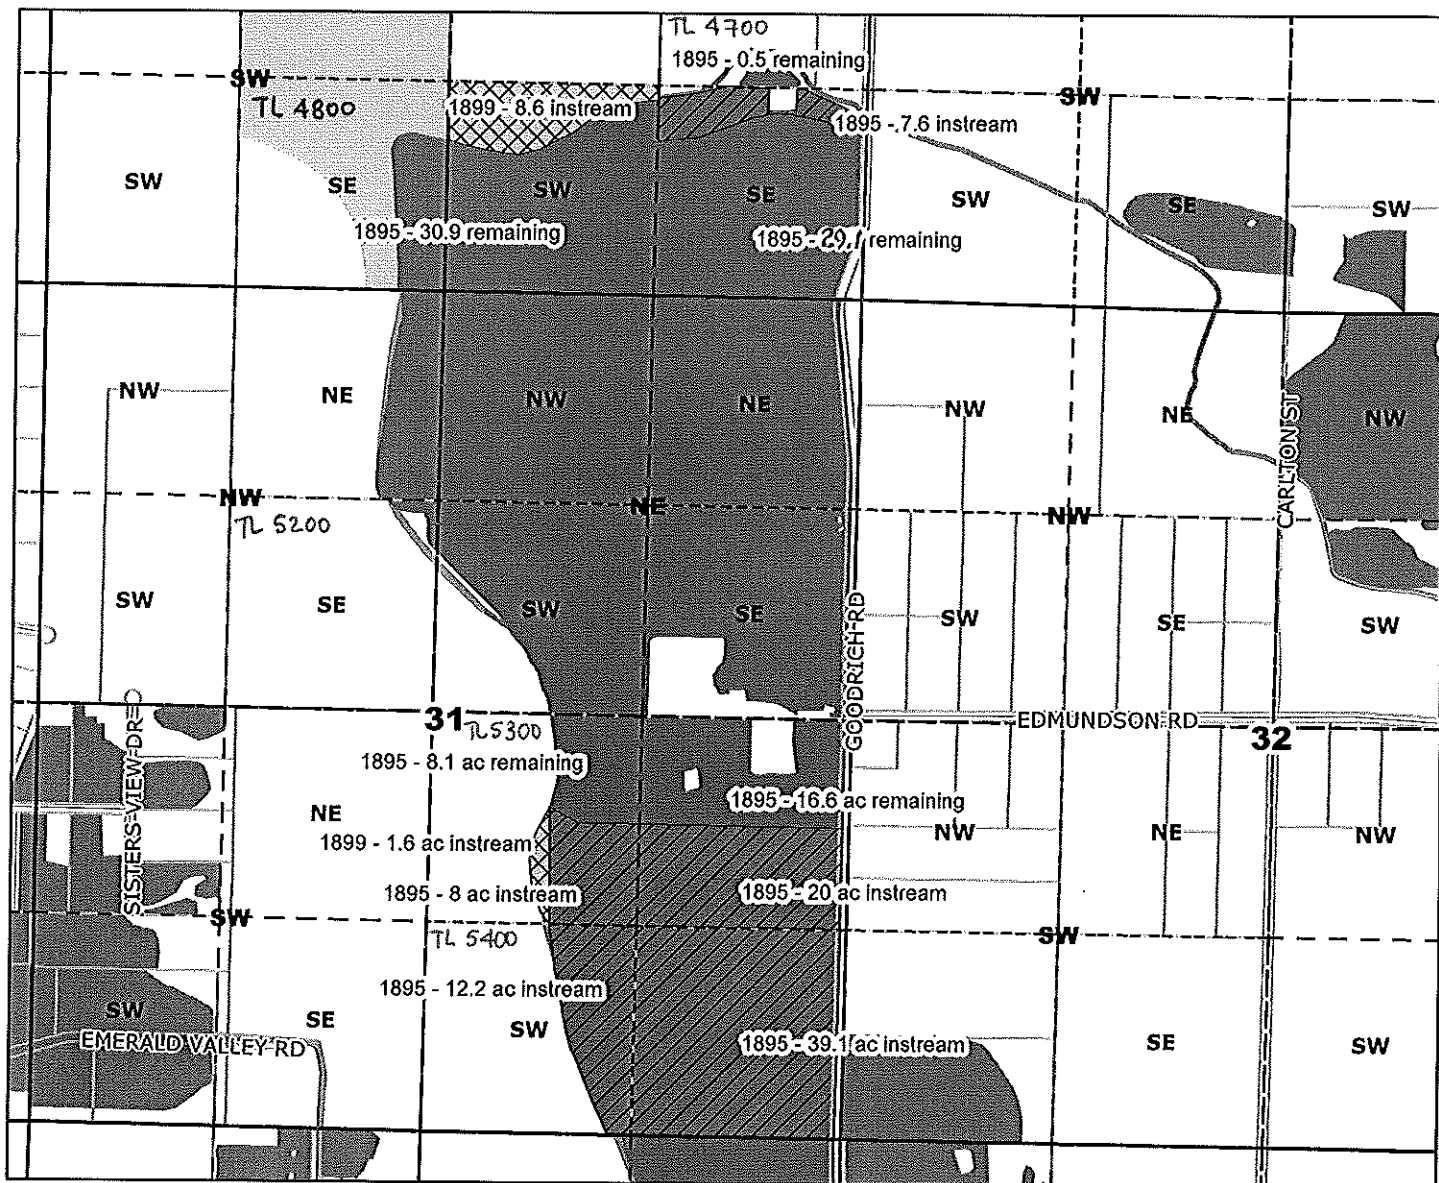 TL 4700
1895 - 0.5 remaining
SW
TL 4800
1899 - 8.6 instream
SW
1895 - 7.6 instream
SW
SE
SW
SE
SW
SE
SW
1895 - 30.9 remaining
remaining
NW
NE
NW
NE
NW
NE
NW
CARLTON ST
NW
NE
NW
TL 5200
SW
SE
SW
SE
SW
SE
SW
GOODRICH RD
EDMUNDSON RD
31
TL 5300
32
SISTERS VIEW DR
1895 - 8.1 ac remaining
1895 - 16.6 ac remaining
NE
NW
NE
NW
1899 - 1.6 ac instream
1895 - 8 ac instream
1895 - 20 ac instream
SW
SW
TL 5400
1895 - 12.2 ac instream
SW
SE
SW
EMERALD VALLEY RD
1895 - 39.1 ac instream
SE
SW